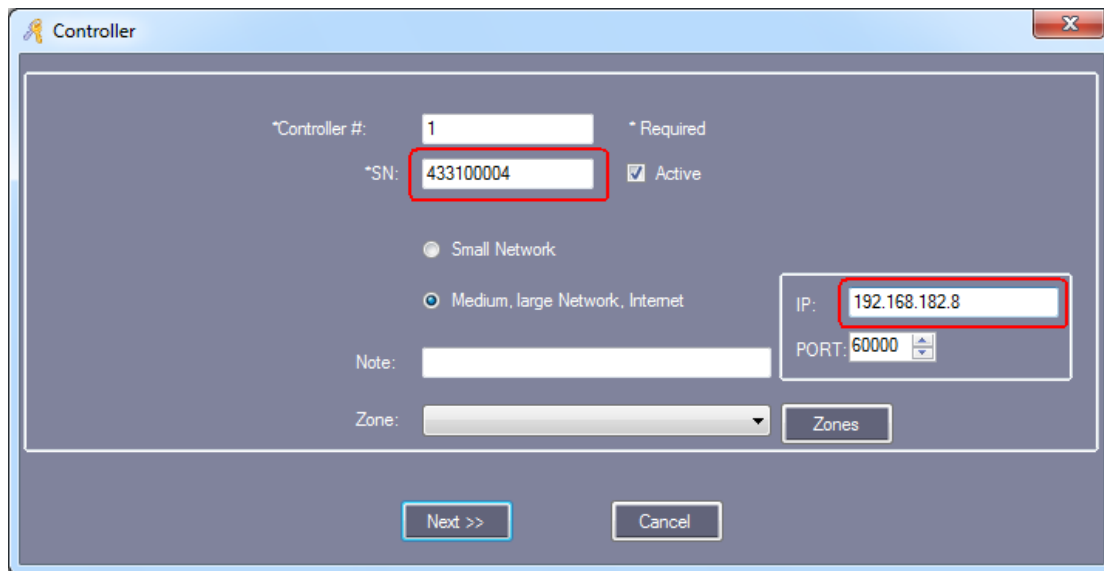 Controller
*Controller #: 1 * Required
*SN: 433100004 Active
Small Network
Medium, large Network, Internet
IP: 192.168.182.8
PORT: 60000
Note:
Zone: Zones
Next >> Cancel